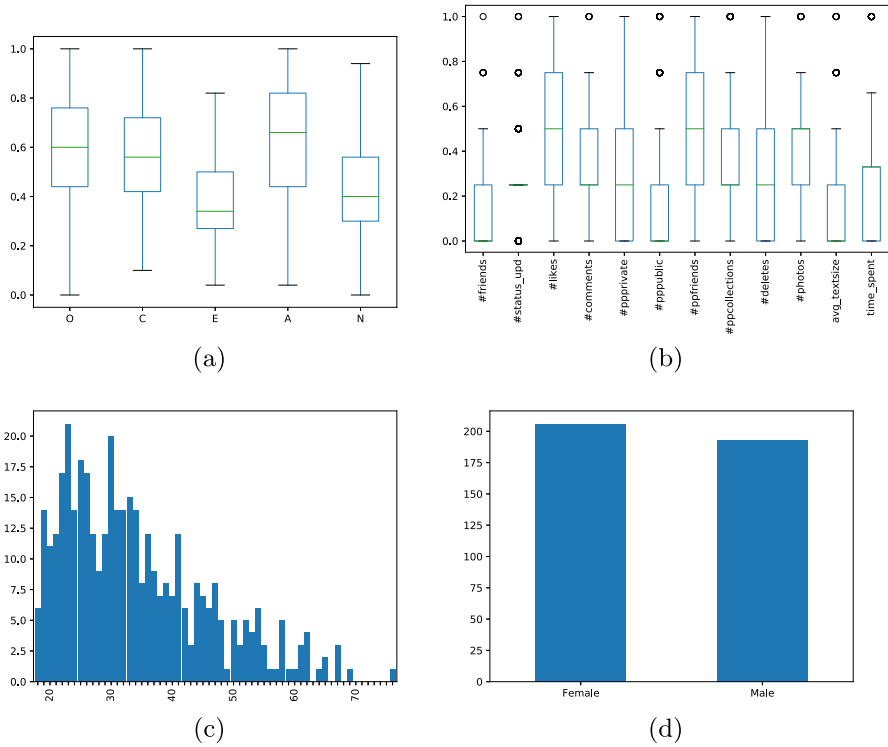 1.0
0.8
0.6
0.4
0.2
0.0
O C E A N
(a)
1.0
0.8
0.6
0.4
0.2
0.0
#friends
#status_upd
#likes
#comments
#ppprivate
#pppublic
#ppfriends
#ppcollections
#deletes
#photos
avg_textsize
time_spent
(b)
20.0
17.5
15.0
12.5
10.0
7.5
5.0
2.5
0.0
20 30 40 50 60 70
(c)
200
175
150
125
100
75
50
25
0
Female Male
(d)